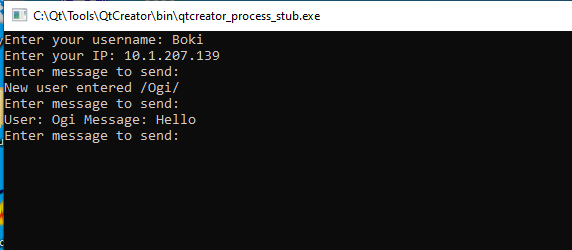 C:\Qt\Tools\QtCreator\bin\qtcreator_process_stub.exe
Enter your username: Boki
Enter your IP: 10.1.207.139
Enter message to send:
New user entered /Ogi/
Enter message to send:
User: Ogi Message: Hello
Enter message to send: